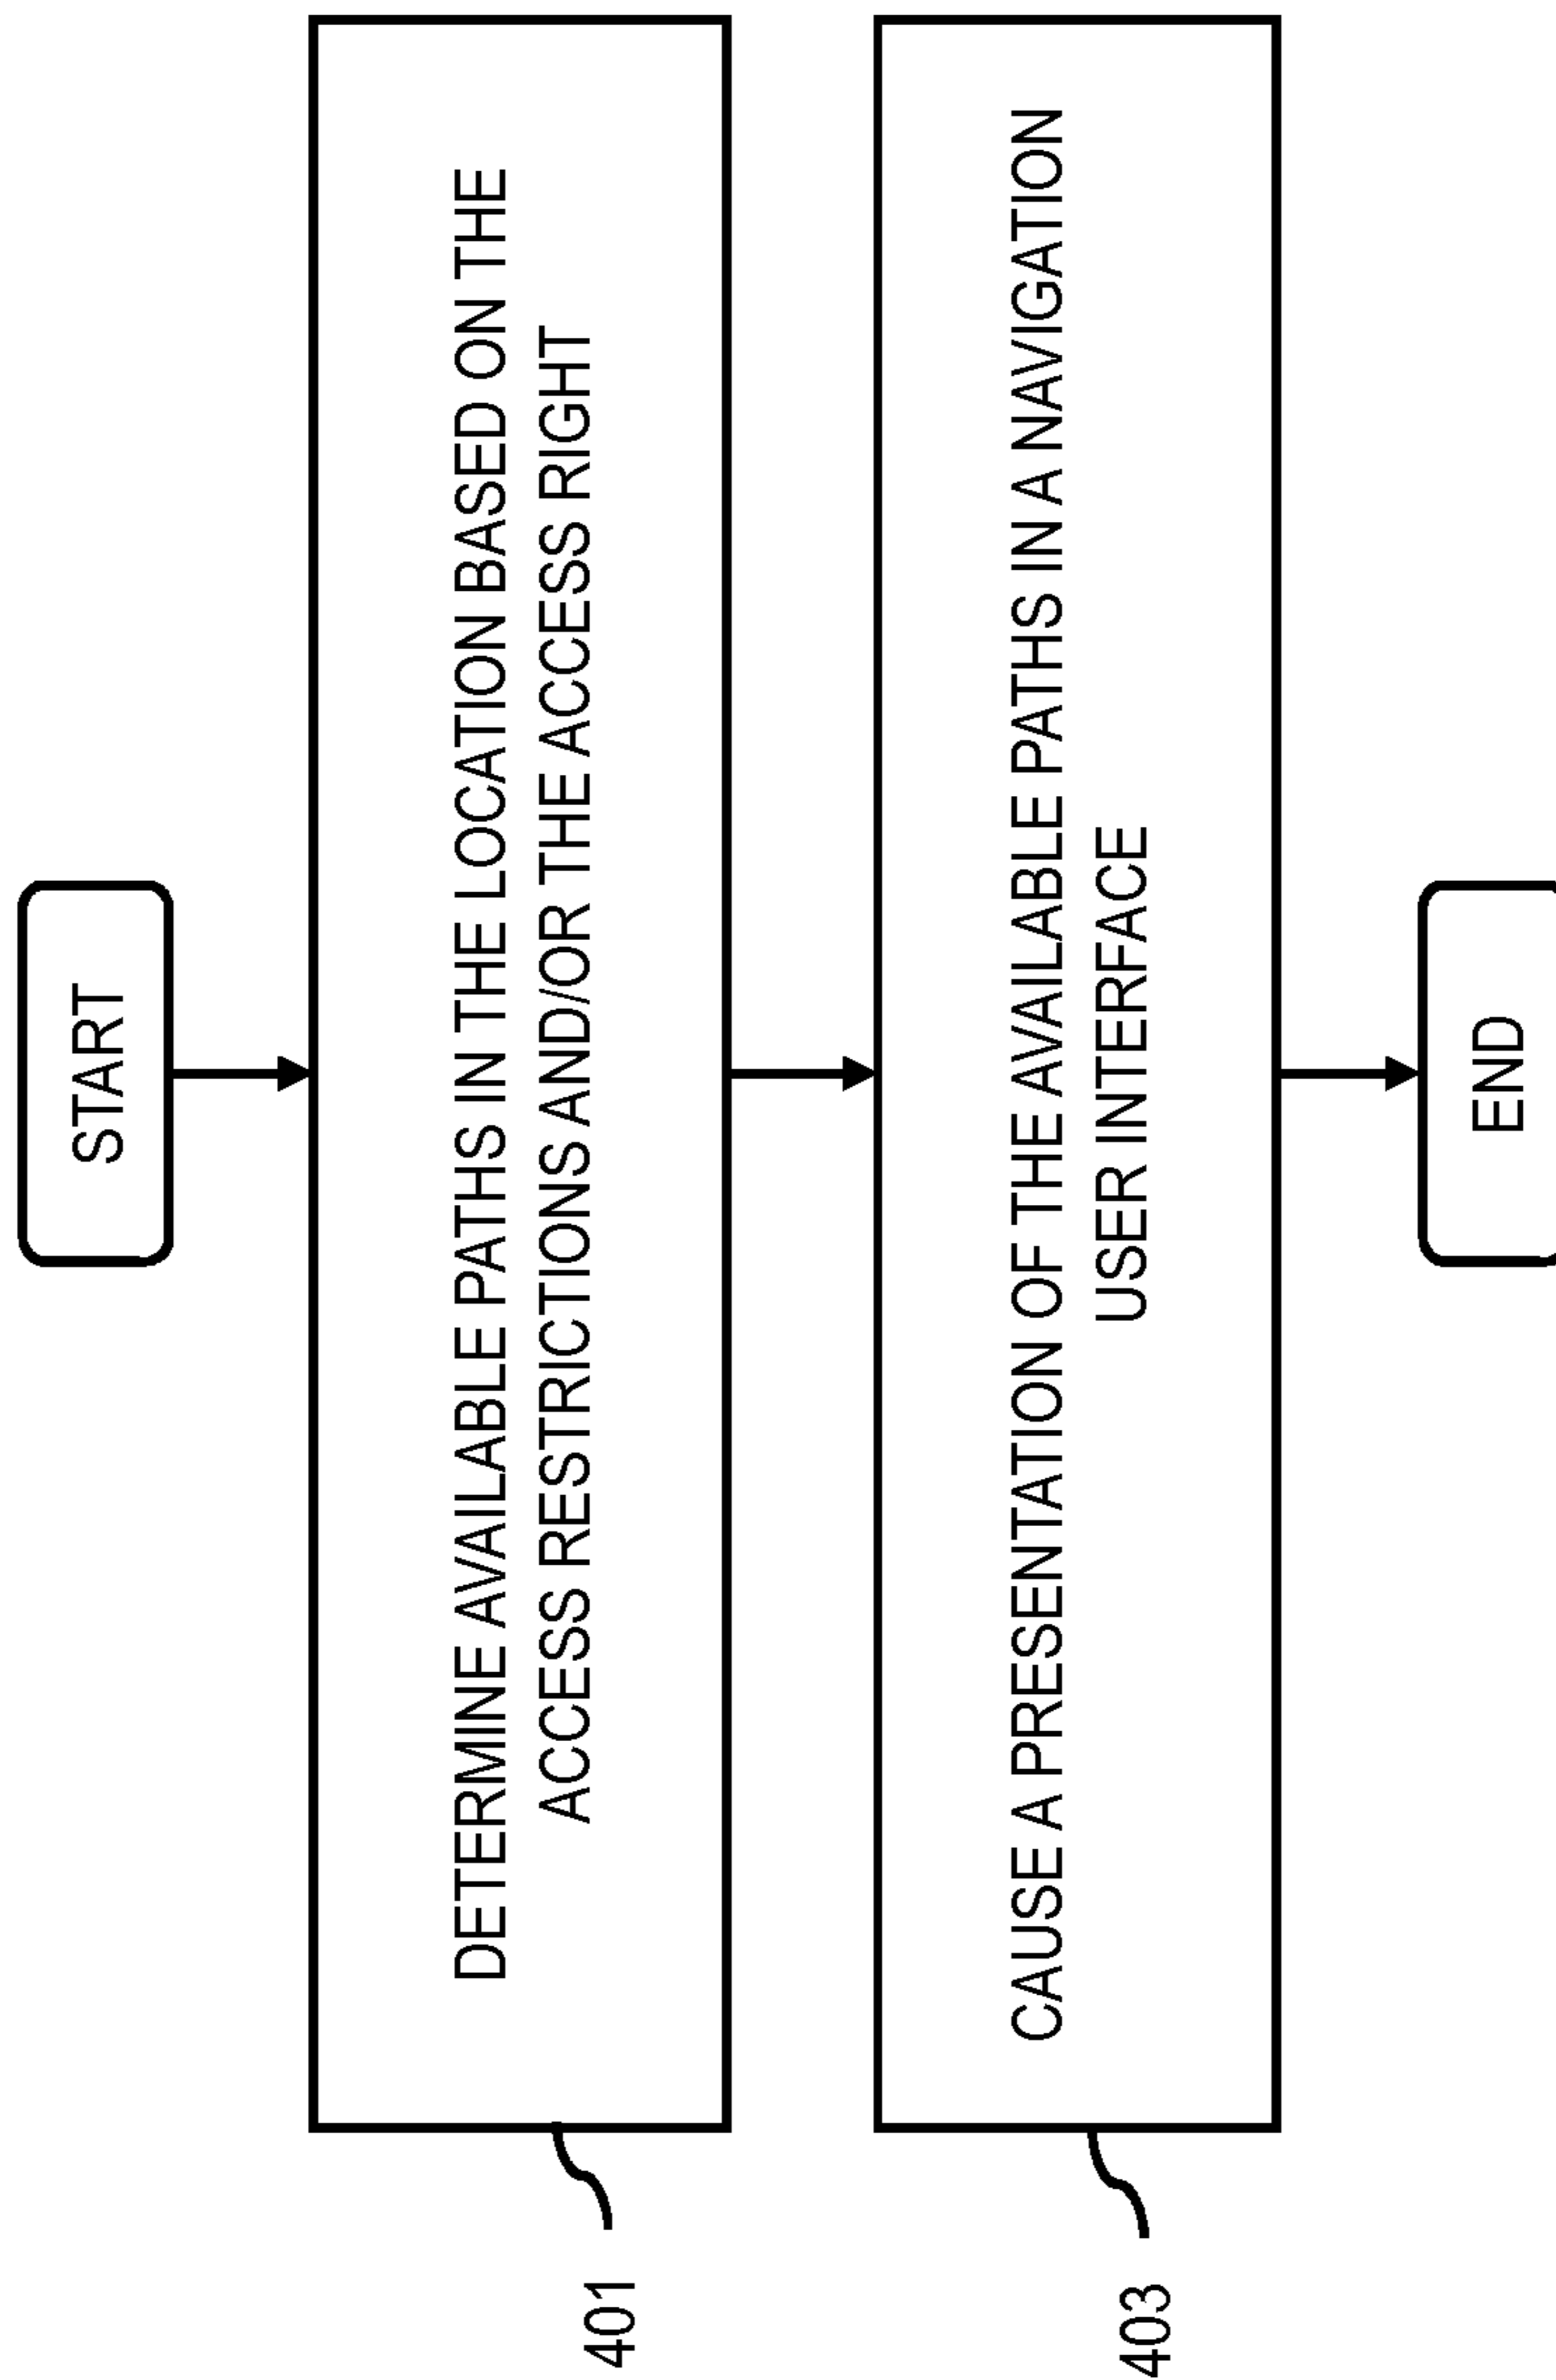 START
DETERMINE AVAILABLE PATHS IN THE LOCATION BASED ON THE
ACCESS RESTRICTIONS AND/OR THE ACCESS RIGHT
401
CAUSE A PRESENTATION OF THE AVAILABLE PATHS IN A NAVIGATION
USER INTERFACE
403
END